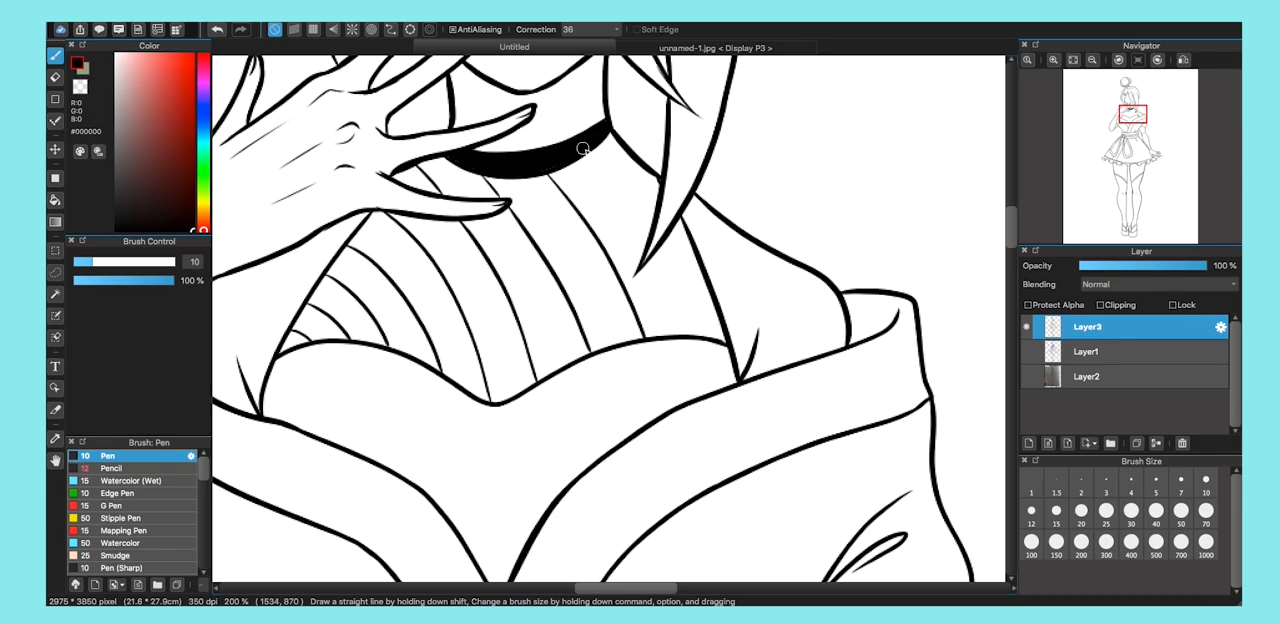 AntiAliasing Correction 36 Soft Edge
Untitled
unnamed-1.jpg < Display P3 >
Color
R:0
G:0
B:0
#000000
Brush Control
10
100 %
Brush: Pen
10 Pen
12 Pencil
15 Watercolor (Wet)
10 Edge Pen
15 G Pen
50 Stipple Pen
15 Mapping Pen
50 Watercolor
25 Smudge
10 Pen (Sharp)
Navigator
Layer
Opacity 100 %
Blending Normal
Protect Alpha Clipping Lock
Layer3
Layer1
Layer2
Brush Size
1 1.5 2 3 4 5 7 10
12 15 20 25 30 40 50 70
100 150 200 300 400 500 700 1000
2975 * 3850 pixel (21.6 * 27.9cm) 350 dpi 200 % ( 1534, 870 ) Draw a straight line by holding down shift, Change a brush size by holding down command, option, and dragging